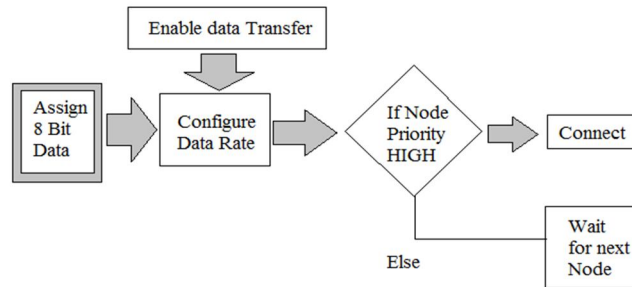 Enable data Transfer
Assign
8 Bit
Data
Configure
Data Rate
If Node
Priority
HIGH
Connect
Else
Wait
for next
Node